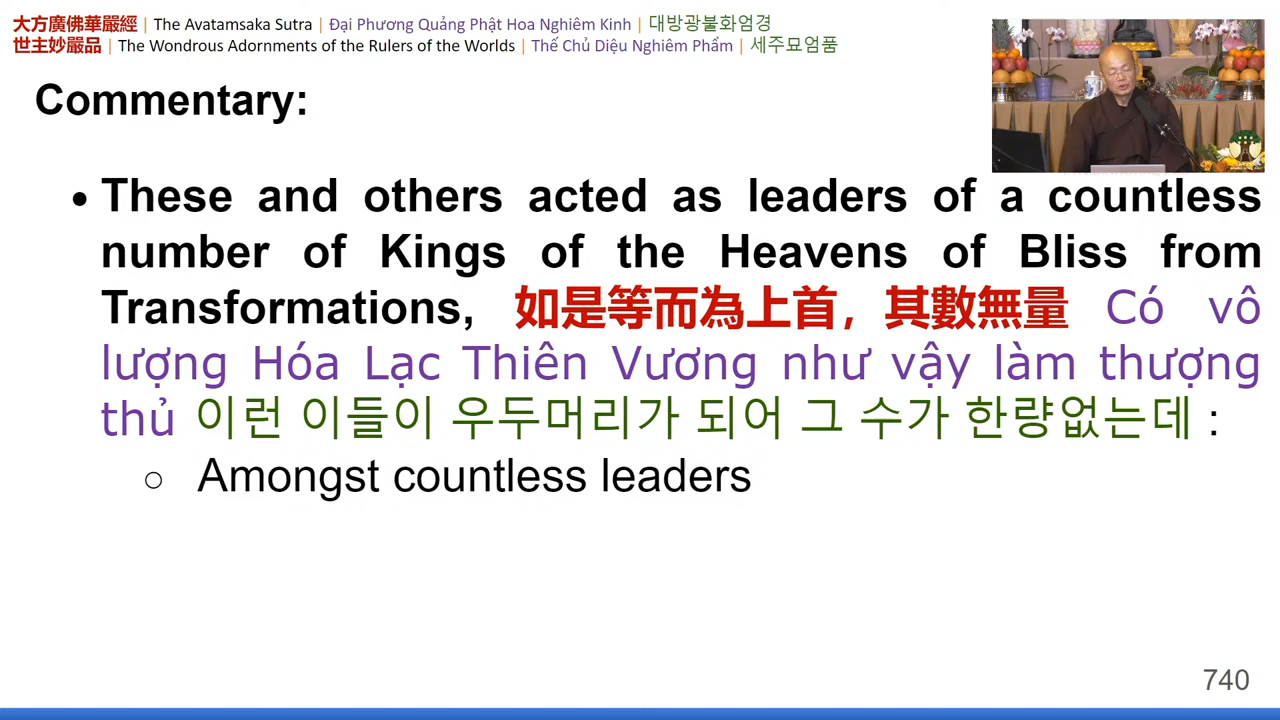 大方廣佛華嚴經 | The Avatamsaka Sutra | Đại Phương Quảng Phật Hoa Nghiêm Kinh | 대방광불화엄경
世主妙嚴品 | The Wondrous Adornments of the Rulers of the Worlds | Thế Chủ Diệu Nghiêm Phẩm | 세주묘엄품
Commentary:
• These and others acted as leaders of a countless
number of Kings of the Heavens of Bliss from
Transformations, 如是等而為上首，其數無量 Có vô
lượng Hóa Lạc Thiên Vương như vậy làm thượng
thủ 이런 이들이 우두머리가 되어 그 수가 한량없는데 :
○ Amongst countless leaders
740